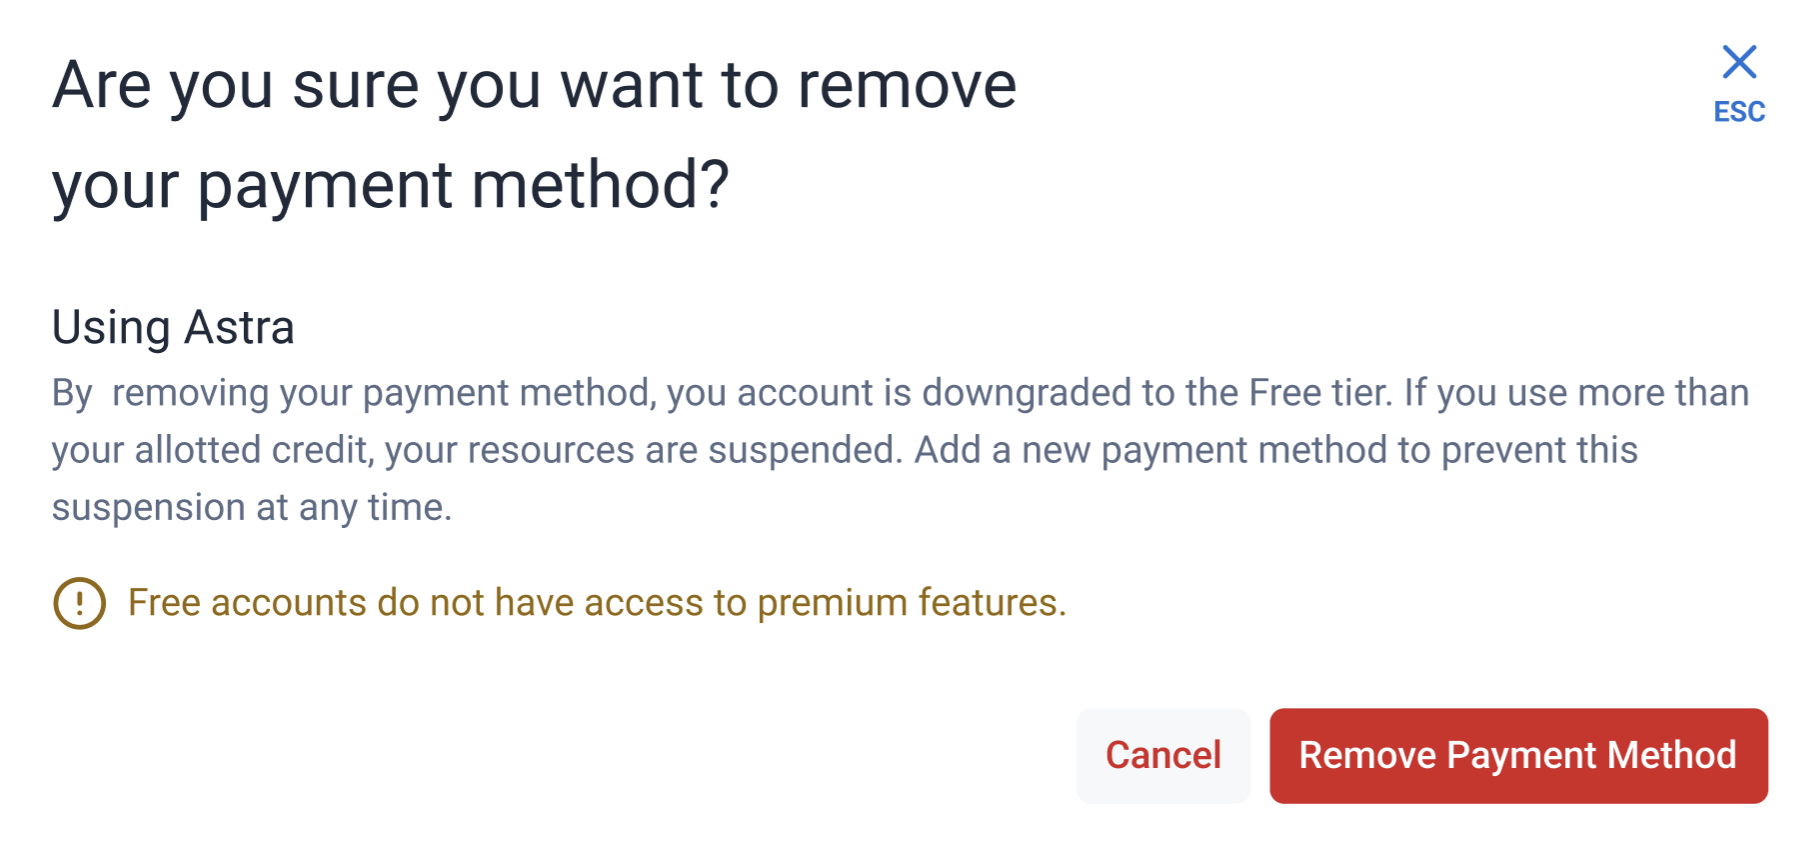 Are you sure you want to remove
your payment method?
ESC
Using Astra
By  removing your payment method, you account is downgraded to the Free tier. If you use more than
your allotted credit, your resources are suspended. Add a new payment method to prevent this
suspension at any time.
Free accounts do not have access to premium features.
Cancel
Remove Payment Method